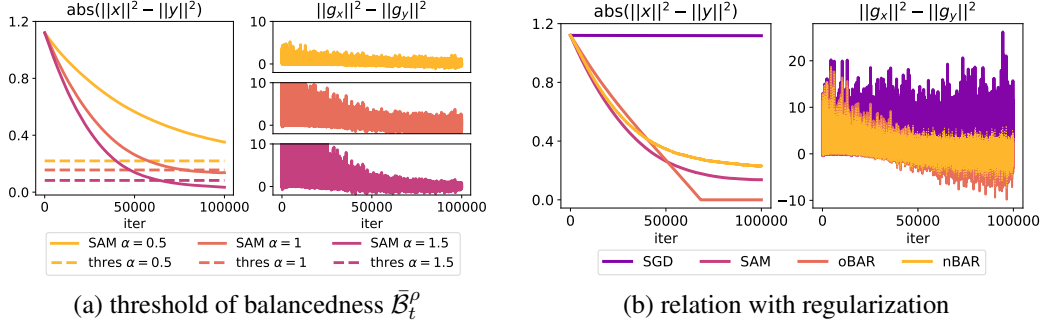 abs(||x||² − ||y||²)
1.2
0.8
0.4
0.0
0
50000
100000
iter
||gₓ||² − ||g_y||²
10
0
10
0
10
0
0
50000
100000
iter
SAM α = 0.5
SAM α = 1
SAM α = 1.5
thres α = 0.5
thres α = 1
thres α = 1.5
(a) threshold of balancedness B̄ₜᵖ
abs(||x||² − ||y||²)
1.2
0.8
0.4
0.0
0
50000
100000
iter
||gₓ||² − ||g_y||²
20
10
0
−10
0
50000
100000
iter
SGD
SAM
oBAR
nBAR
(b) relation with regularization